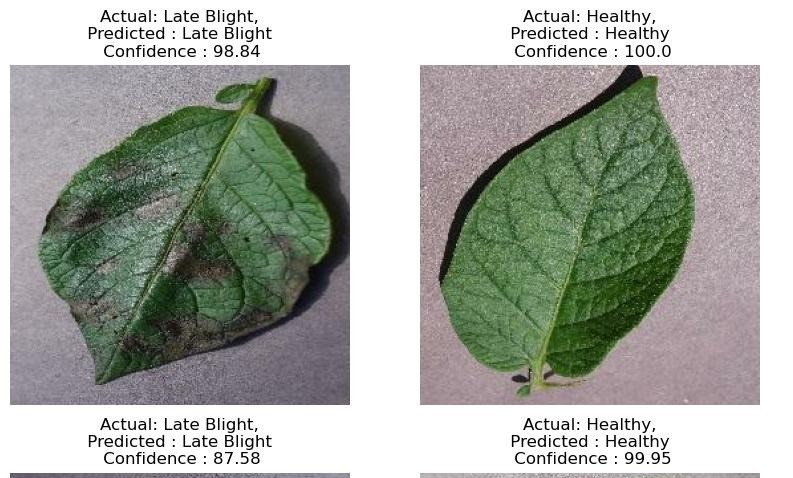 Actual: Late Blight,
Predicted : Late Blight
Confidence : 98.84
Actual: Healthy,
Predicted : Healthy
Confidence : 100.0
Actual: Late Blight,
Predicted : Late Blight
Confidence : 87.58
Actual: Healthy,
Predicted : Healthy
Confidence : 99.95